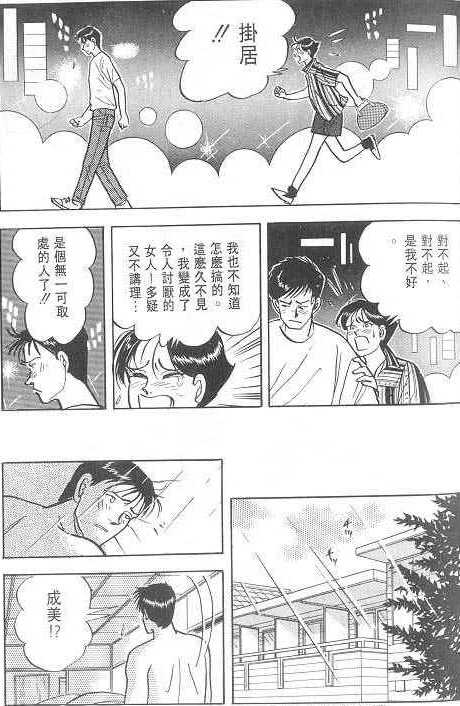 掛居
!!
對不起、
對不起，
是我不好
我也不知道
怎麽搞的。
這麽久不見
，我變成了
令人討厭的
女人—多疑
又不講理…
是個無一可取
處的人了!!
成美!?